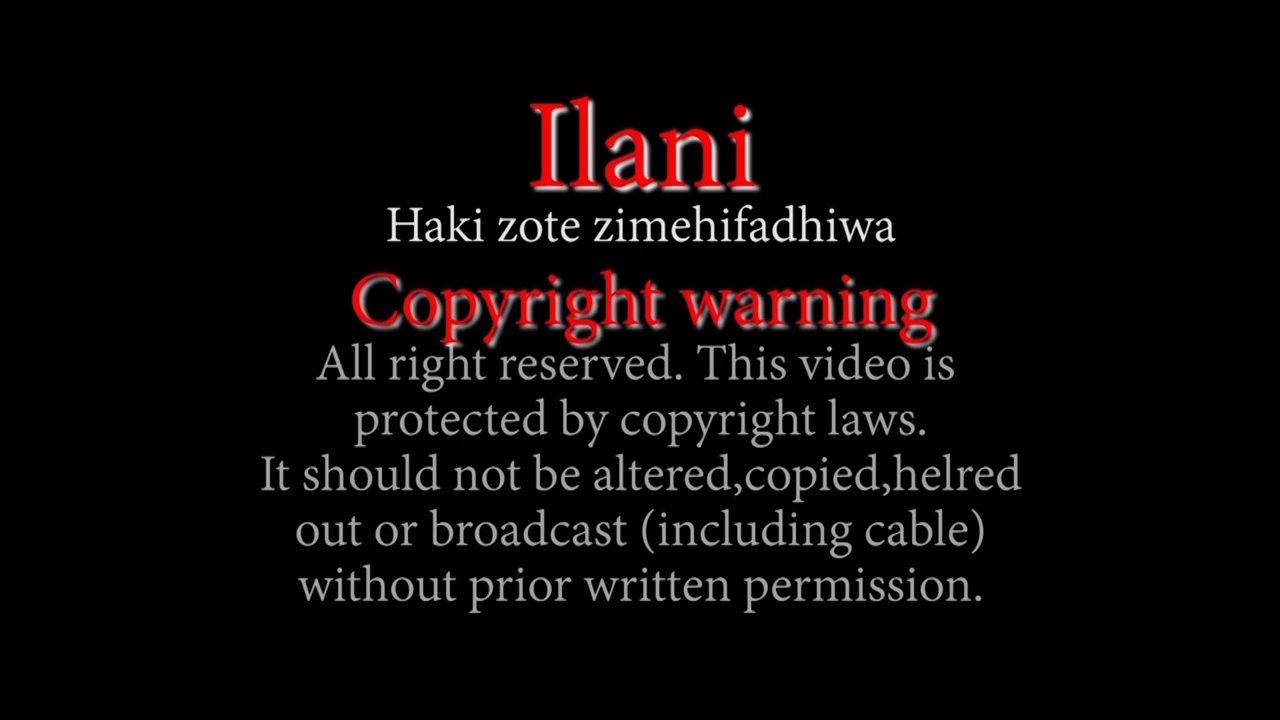 Ilani
Haki zote zimehifadhiwa
Copyright warning
All right reserved. This video is
protected by copyright laws.
It should not be altered,copied,helred
out or broadcast (including cable)
without prior written permission.